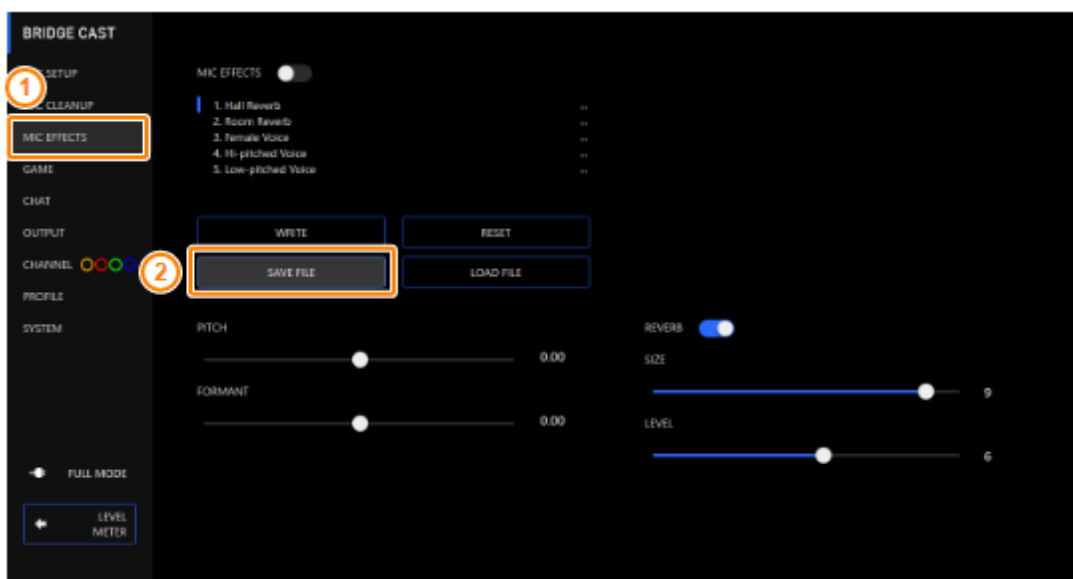 BRIDGE CAST
1
SETUP
CLEANUP
MIC EFFECTS
GAME
CHAT
OUTPUT
CHANNEL
PROFILE
SYSTEM
FULL MODE
LEVEL
METER
MIC EFFECTS
1. Hall Reverb
2. Room Reverb
3. Female Voice
4. Hi-pitched Voice
5. Low-pitched Voice
WRITE
RESET
2
SAVE FILE
LOAD FILE
PITCH
0.00
FORMANT
0.00
REVERB
SIZE
9
LEVEL
6